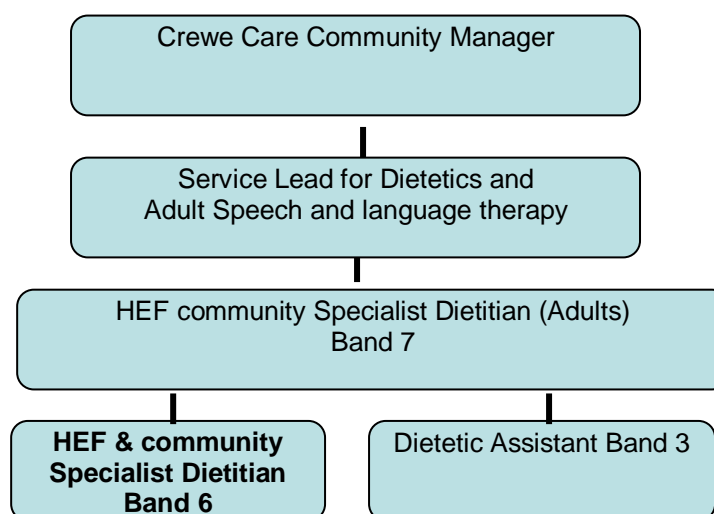 Crewe Care Community Manager
Service Lead for Dietetics and
Adult Speech and language therapy
HEF community Specialist Dietitian (Adults)
Band 7
HEF & community
Specialist Dietitian
Band 6
Dietetic Assistant Band 3